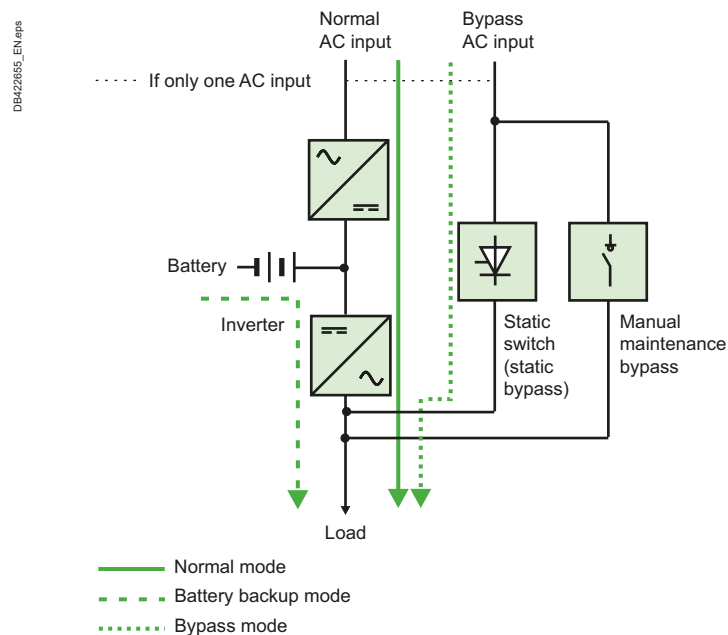 DB422655_EN.eps
Normal
AC input
Bypass
AC input
If only one AC input
Battery
Inverter
Static
switch
(static
bypass)
Manual
maintenance
bypass
Load
Normal mode
Battery backup mode
Bypass mode